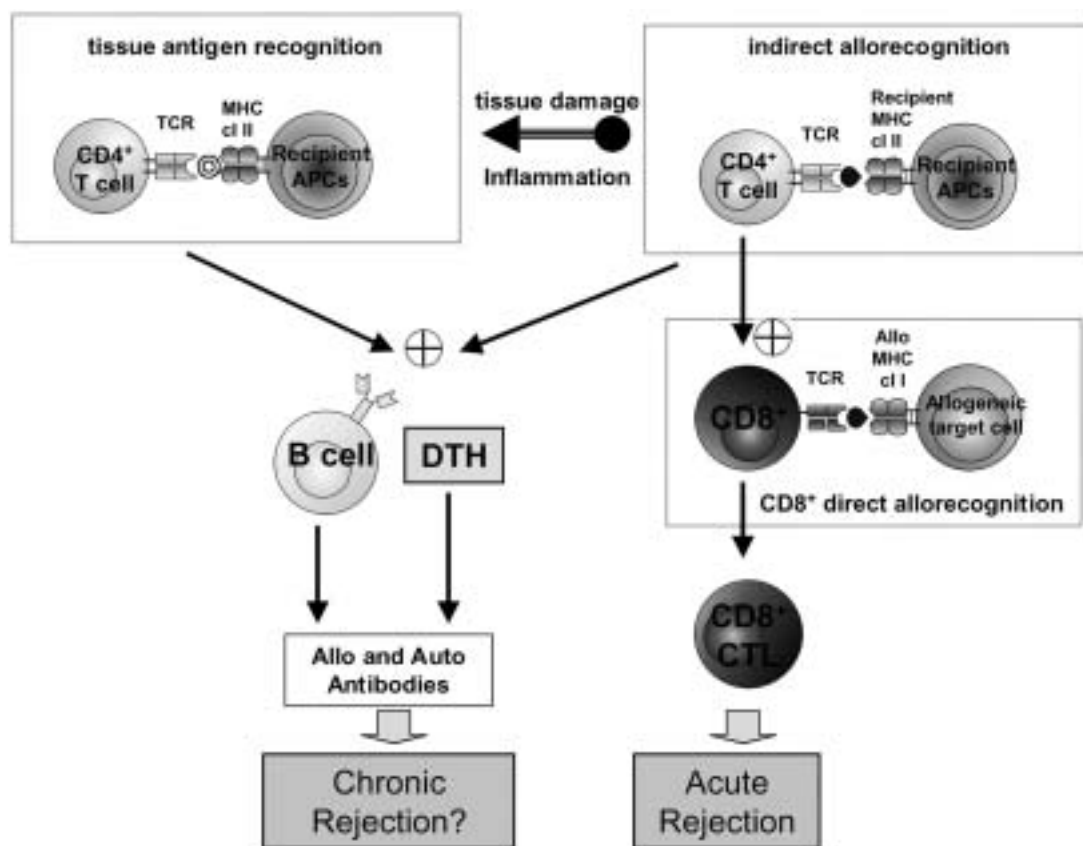 tissue antigen recognition
TCR
MHC
cl II
CD4⁺
T cell
Recipient
APCs
tissue damage
Inflammation
indirect allorecognition
Recipient
MHC
cl II
TCR
CD4⁺
T cell
Recipient
APCs
B cell
DTH
Allo
MHC
cl I
TCR
CD8⁺
Allogeneic
target cell
CD8⁺ direct allorecognition
CD8⁺
CTL
Allo and Auto
Antibodies
Chronic
Rejection?
Acute
Rejection